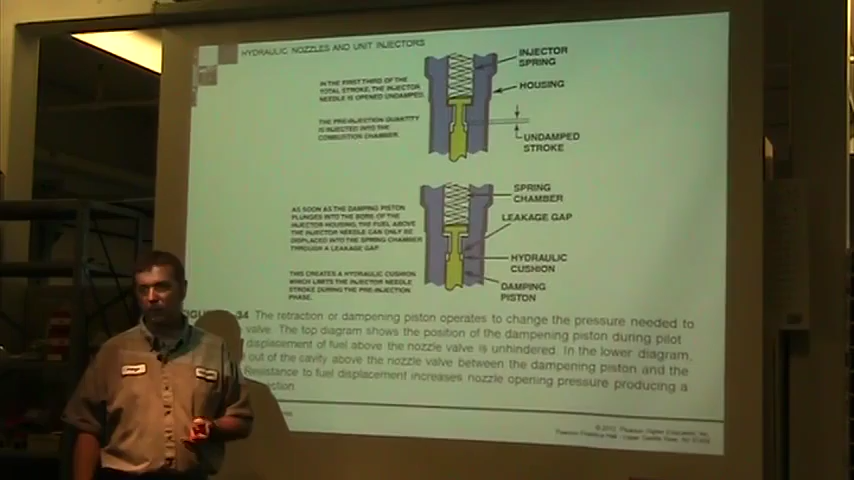 HYDRAULIC NOZZLES AND UNIT INJECTORS
IN THE FIRST THIRD OF THE
TOTAL STROKE, THE INJECTOR
NEEDLE IS OPENED UNDAMPED.
THE PRE-INJECTION QUANTITY
IS INJECTED INTO THE
COMBUSTION CHAMBER.
INJECTOR
SPRING
HOUSING
UNDAMPED
STROKE
AS SOON AS THE DAMPING PISTON
PLUNGES INTO THE BORE OF THE
INJECTOR HOUSING, THE FUEL ABOVE
THE INJECTOR NEEDLE CAN ONLY BE
DISPLACED INTO THE SPRING CHAMBER
THROUGH A LEAKAGE GAP.
THIS CREATES A HYDRAULIC CUSHION
WHICH LIMITS THE INJECTOR NEEDLE
STROKE DURING THE PRE-INJECTION
PHASE.
SPRING
CHAMBER
LEAKAGE GAP
HYDRAULIC
CUSHION
DAMPING
PISTON
34 The retraction or dampening piston operates to change the pressure needed to
valve. The top diagram shows the position of the dampening piston during pilot
displacement of fuel above the nozzle valve is unhindered. In the lower diagram,
out of the cavity above the nozzle valve between the dampening piston and the
Resistance to fuel displacement increases nozzle opening pressure producing a